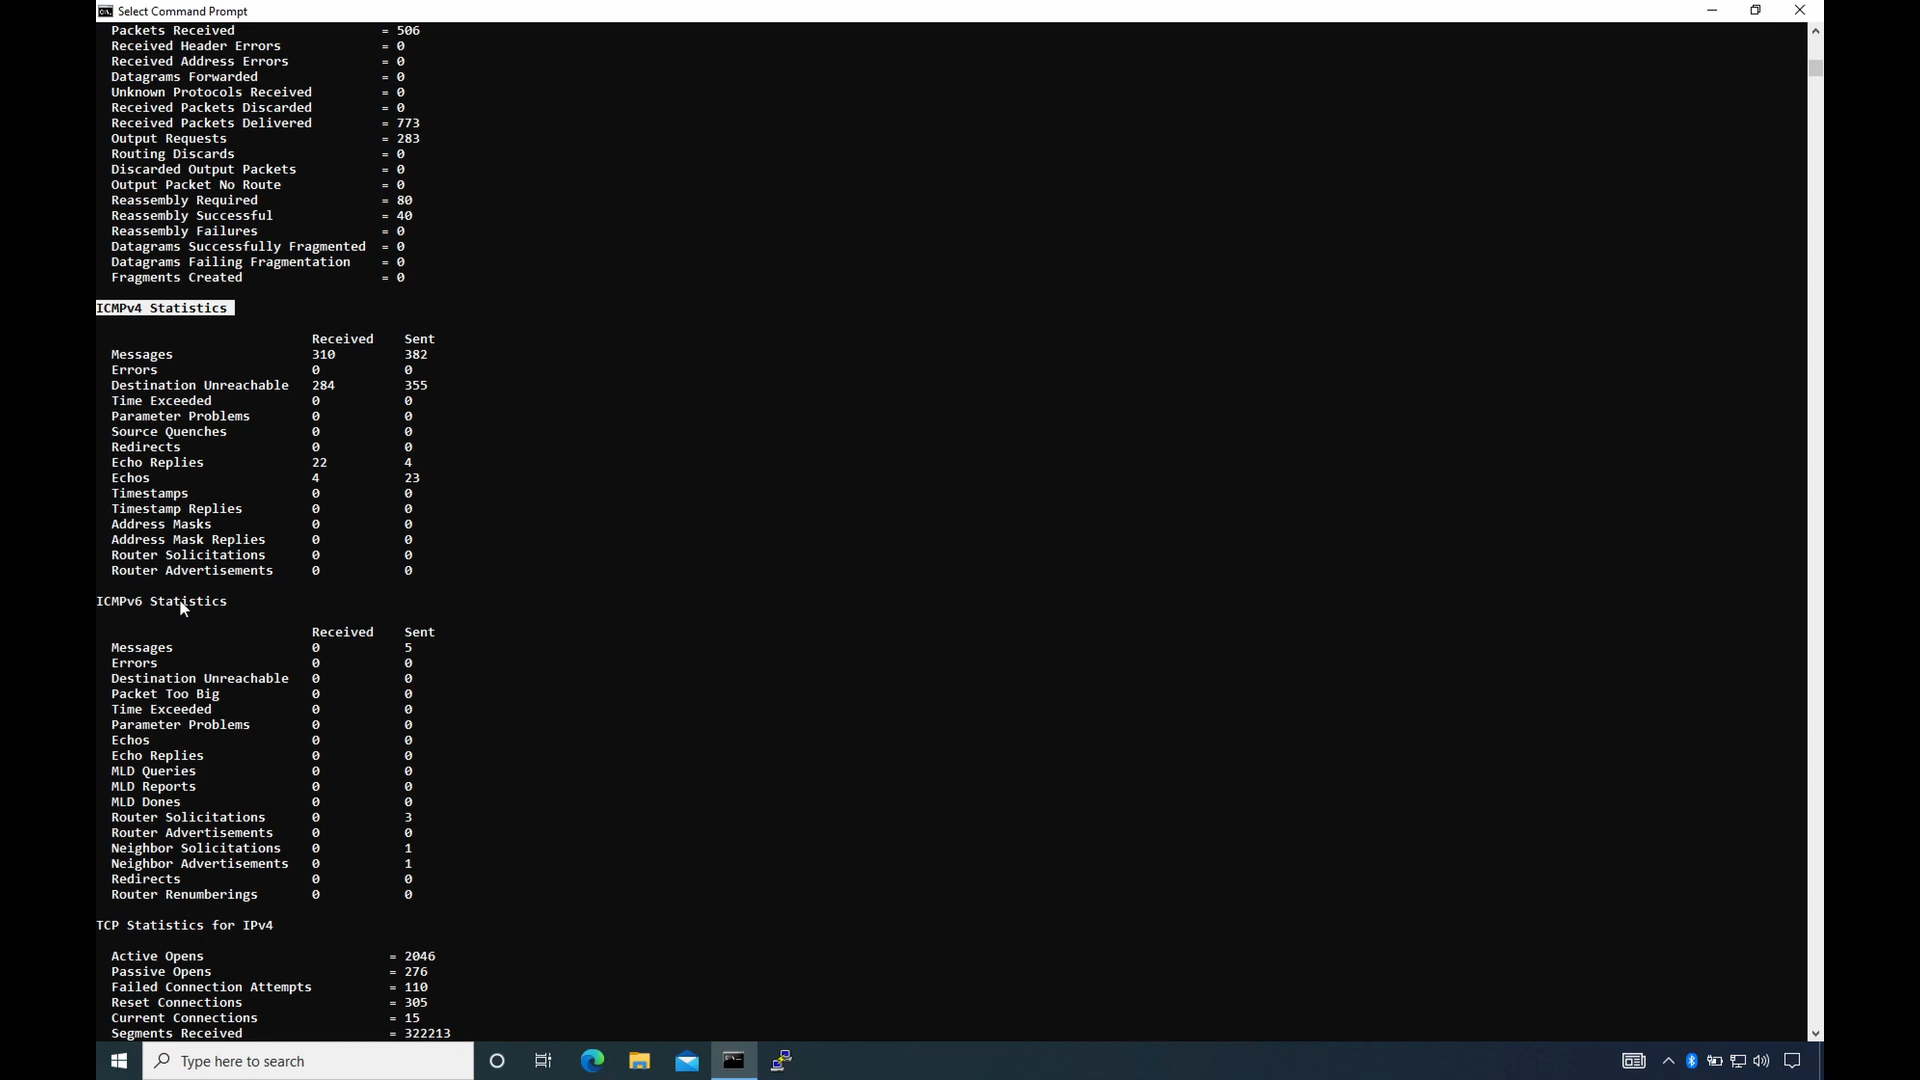 Select Command Prompt
Packets Received = 506
Received Header Errors = 0
Received Address Errors = 0
Datagrams Forwarded = 0
Unknown Protocols Received = 0
Received Packets Discarded = 0
Received Packets Delivered = 773
Output Requests = 283
Routing Discards = 0
Discarded Output Packets = 0
Output Packet No Route = 0
Reassembly Required = 80
Reassembly Successful = 40
Reassembly Failures = 0
Datagrams Successfully Fragmented = 0
Datagrams Failing Fragmentation = 0
Fragments Created = 0
ICMPv4 Statistics
Received Sent
Messages 310 382
Errors 0 0
Destination Unreachable 284 355
Time Exceeded 0 0
Parameter Problems 0 0
Source Quenches 0 0
Redirects 0 0
Echo Replies 22 4
Echos 4 23
Timestamps 0 0
Timestamp Replies 0 0
Address Masks 0 0
Address Mask Replies 0 0
Router Solicitations 0 0
Router Advertisements 0 0
ICMPv6 Statistics
Received Sent
Messages 0 5
Errors 0 0
Destination Unreachable 0 0
Packet Too Big 0 0
Time Exceeded 0 0
Parameter Problems 0 0
Echos 0 0
Echo Replies 0 0
MLD Queries 0 0
MLD Reports 0 0
MLD Dones 0 0
Router Solicitations 0 3
Router Advertisements 0 0
Neighbor Solicitations 0 1
Neighbor Advertisements 0 1
Redirects 0 0
Router Renumberings 0 0
TCP Statistics for IPv4
Active Opens = 2046
Passive Opens = 276
Failed Connection Attempts = 110
Reset Connections = 305
Current Connections = 15
Segments Received = 322213
Type here to search